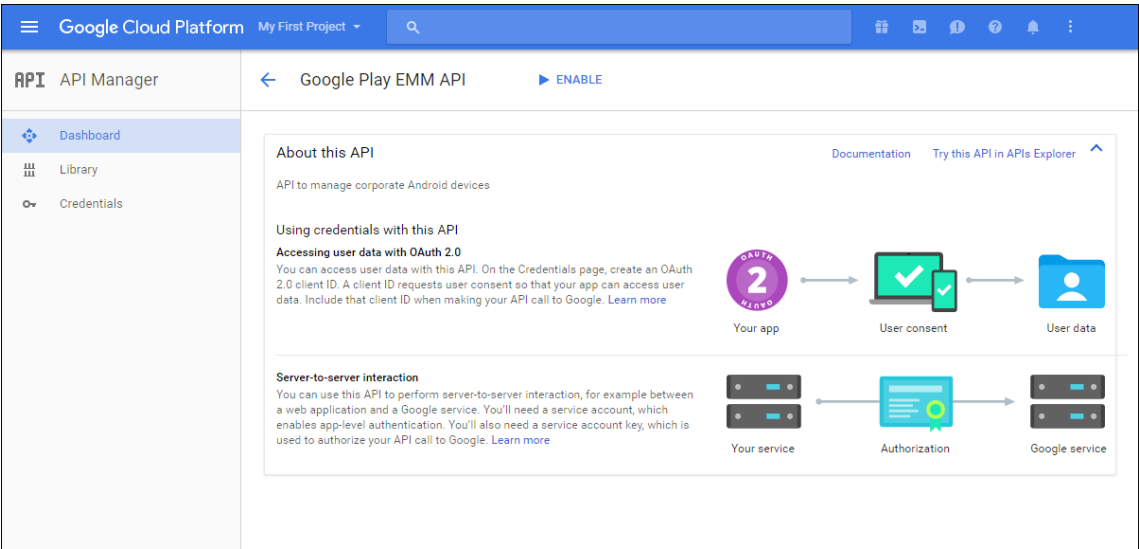 Google Cloud Platform My First Project
API API Manager
Google Play EMM API ENABLE
Dashboard
Library
Credentials
About this API
Documentation Try this API in APIs Explorer
API to manage corporate Android devices
Using credentials with this API
Accessing user data with OAuth 2.0
You can access user data with this API. On the Credentials page, create an OAuth
2.0 client ID. A client ID requests user consent so that your app can access user
data. Include that client ID when making your API call to Google. Learn more
OAUTH
2
OAUTH
Your app User consent User data
Server-to-server interaction
You can use this API to perform server-to-server interaction, for example between
a web application and a Google service. You'll need a service account, which
enables app-level authentication. You'll also need a service account key, which is
used to authorize your API call to Google. Learn more
Your service Authorization Google service